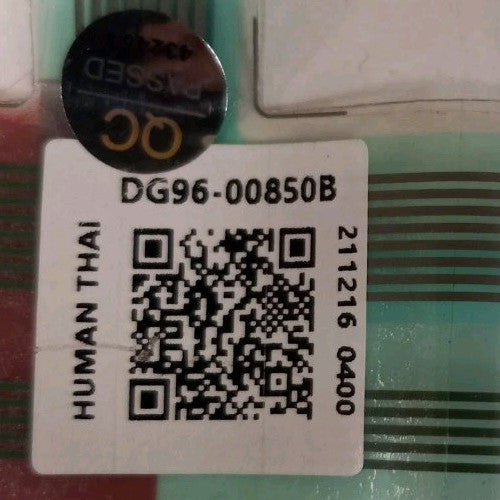 QC
PASSED
DG96-00850B
HUMAN THAI
211216 0400